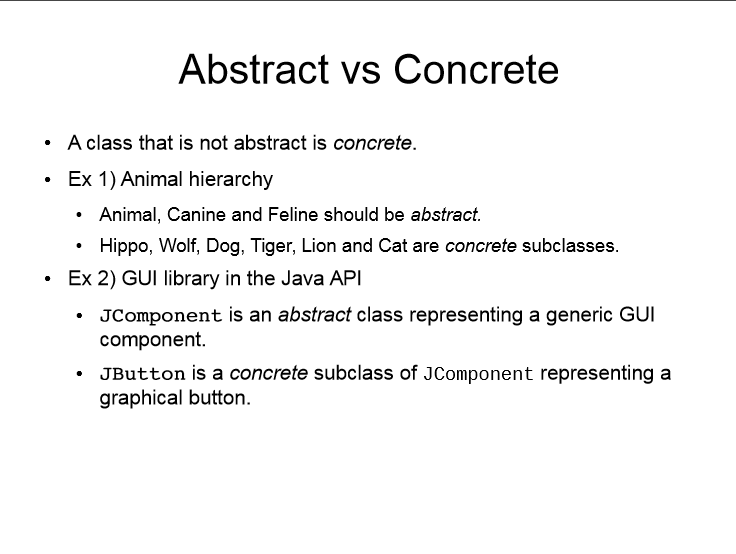 Abstract vs Concrete
• A class that is not abstract is concrete.
• Ex 1) Animal hierarchy
• Animal, Canine and Feline should be abstract.
• Hippo, Wolf, Dog, Tiger, Lion and Cat are concrete subclasses.
• Ex 2) GUI library in the Java API
• JComponent is an abstract class representing a generic GUI
component.
• JButton is a concrete subclass of JComponent representing a
graphical button.